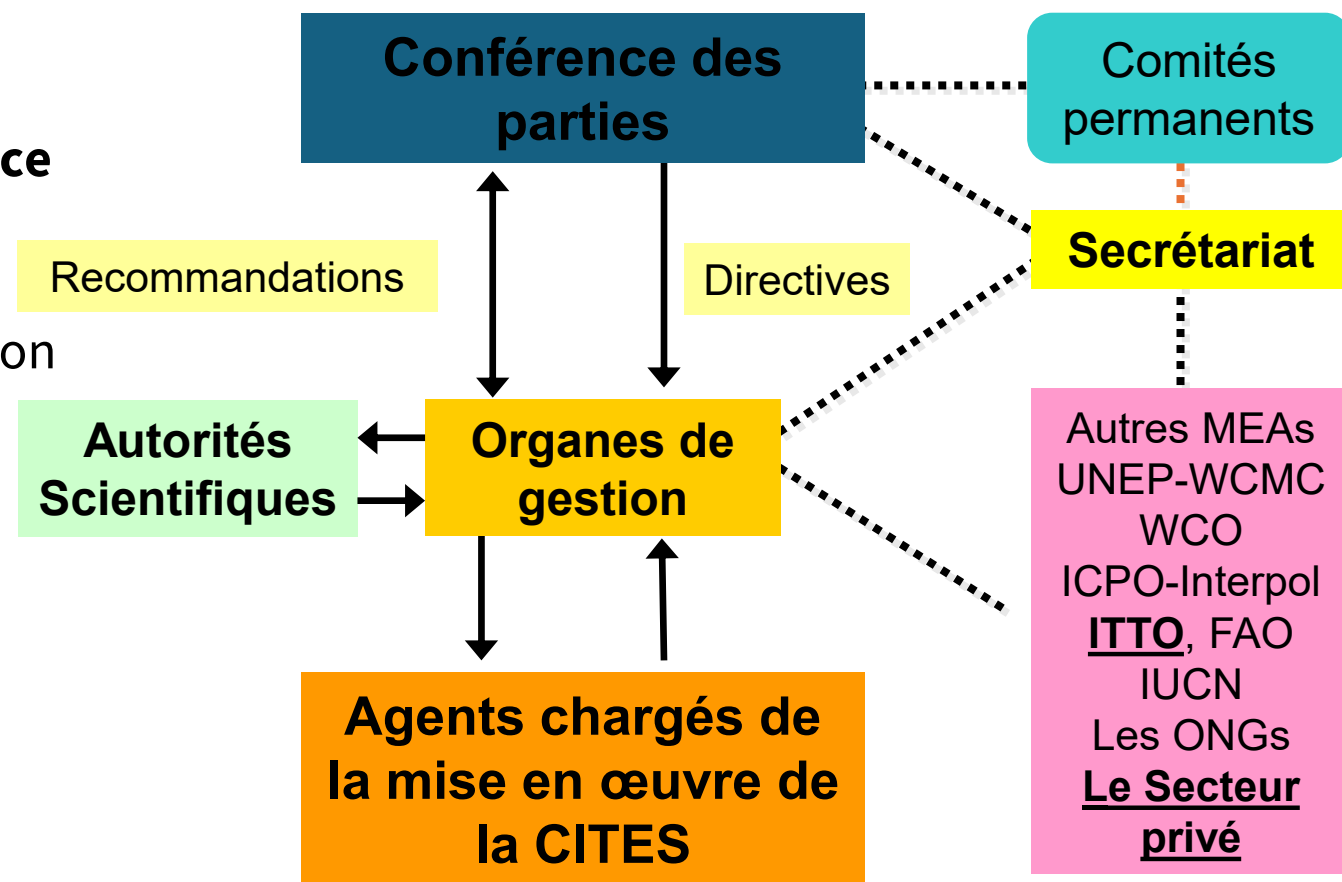 Conférence des
parties
Comités
permanents
ce
Secrétariat
Recommandations
Directives
on
Autorités
Scientifiques
Organes de
gestion
Autres MEAs
UNEP-WCMC
WCO
ICPO-Interpol
ITTO, FAO
IUCN
Les ONGs
Le Secteur
privé
Agents chargés de
la mise en œuvre de
la CITES